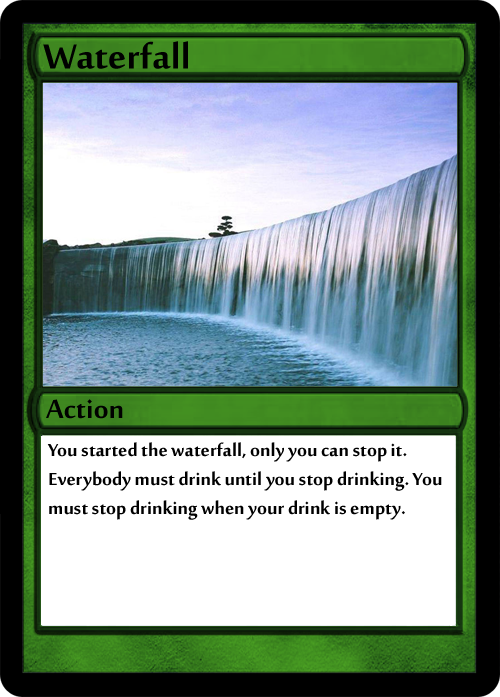 Waterfall
Action
You started the waterfall, only you can stop it.
Everybody must drink until you stop drinking. You
must stop drinking when your drink is empty.